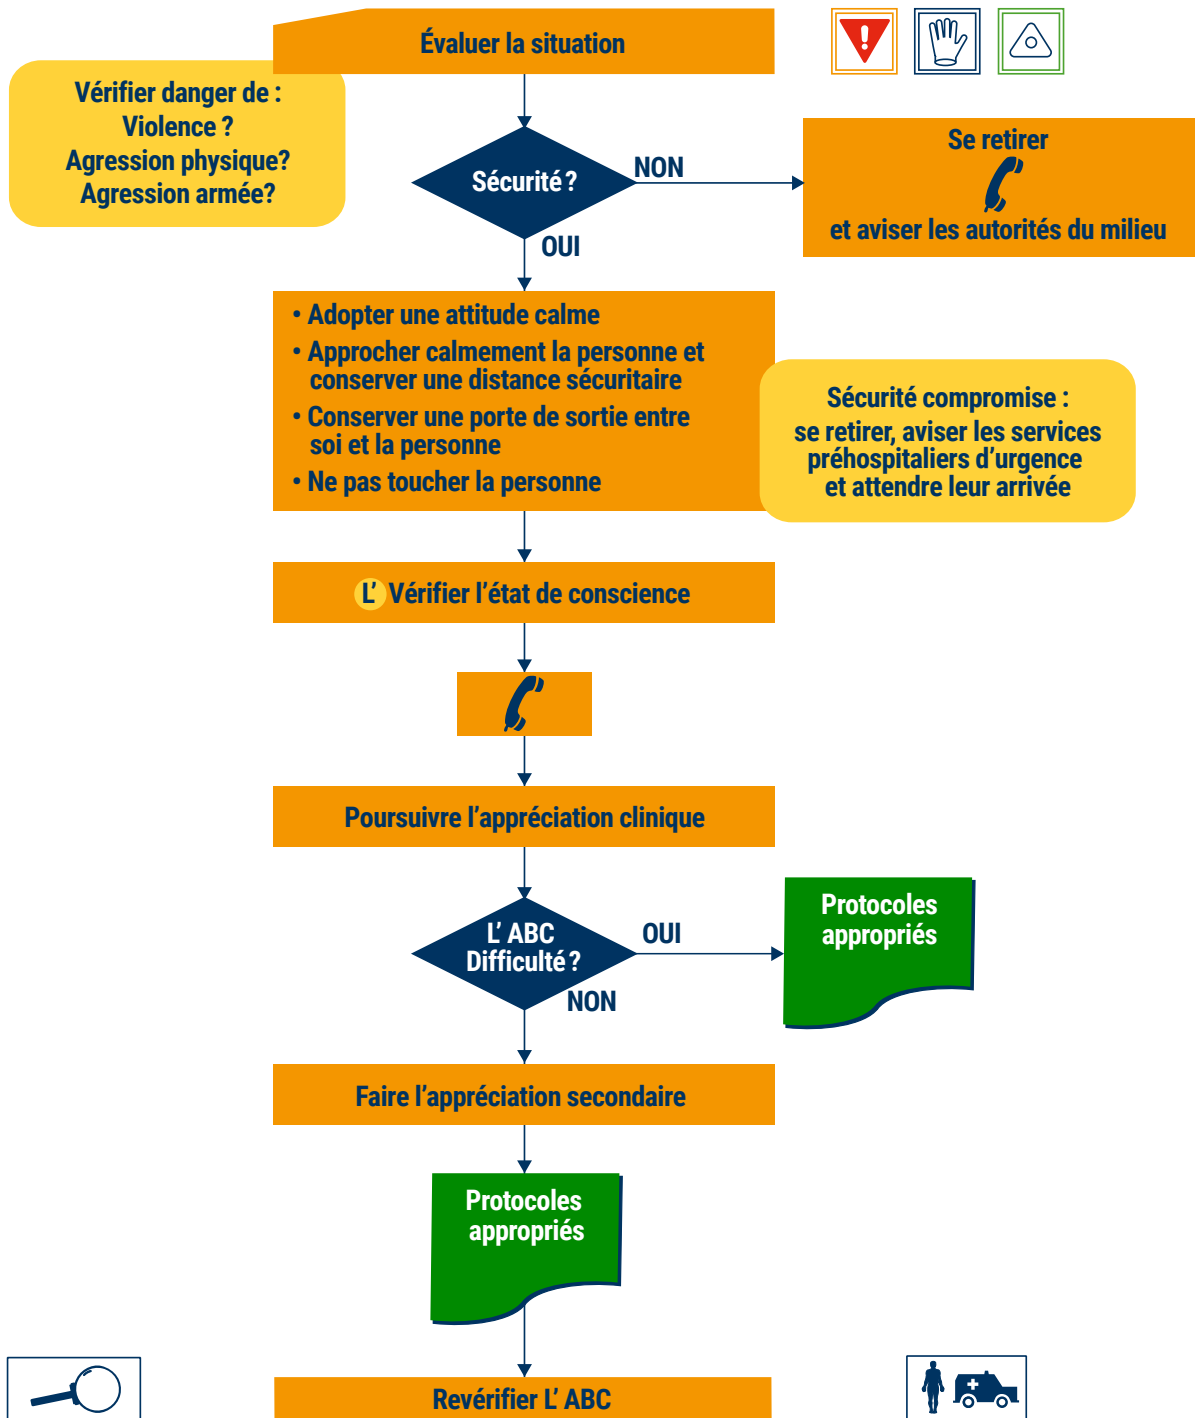 Évaluer la situation
Vérifier danger de :
Violence ?
Agression physique?
Agression armée?
Sécurité ?
NON
Se retirer
et aviser les autorités du milieu
OUI
• Adopter une attitude calme
• Approcher calmement la personne et
conserver une distance sécuritaire
• Conserver une porte de sortie entre
soi et la personne
• Ne pas toucher la personne
Sécurité compromise :
se retirer, aviser les services
préhospitaliers d’urgence
et attendre leur arrivée
L’ Vérifier l’état de conscience
Poursuivre l’appréciation clinique
L’ ABC
Difficulté ?
OUI
Protocoles
appropriés
NON
Faire l’appréciation secondaire
Protocoles
appropriés
Revérifier L’ ABC